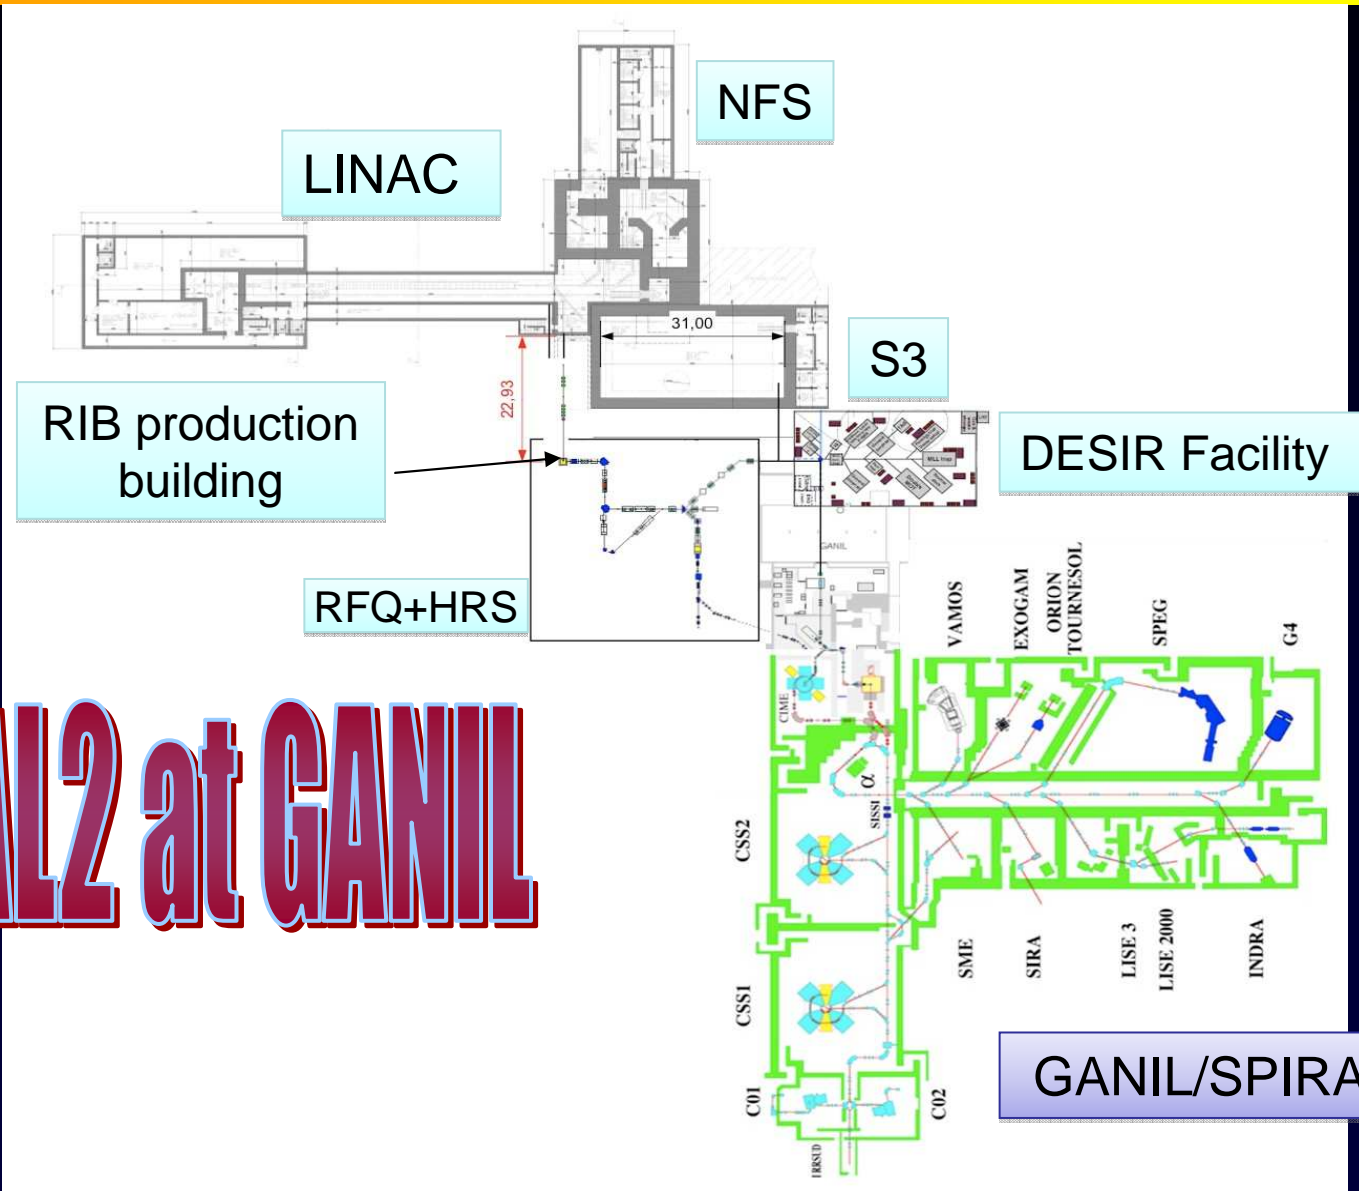 NFS
LINAC
31,00
S3
22,93
RIB production
building
DESIR Facility
GANIL
RFQ+HRS
VAMOS
EXOGAM
ORION
TOURNESOL
SPEG
G4
CIME
α
SISSI
AL2 at GANIL
CSS2
SME
SIRA
LISE 3
LISE 2000
INDRA
CSS1
GANIL/SPIRA
C01
C02
IRRSUD